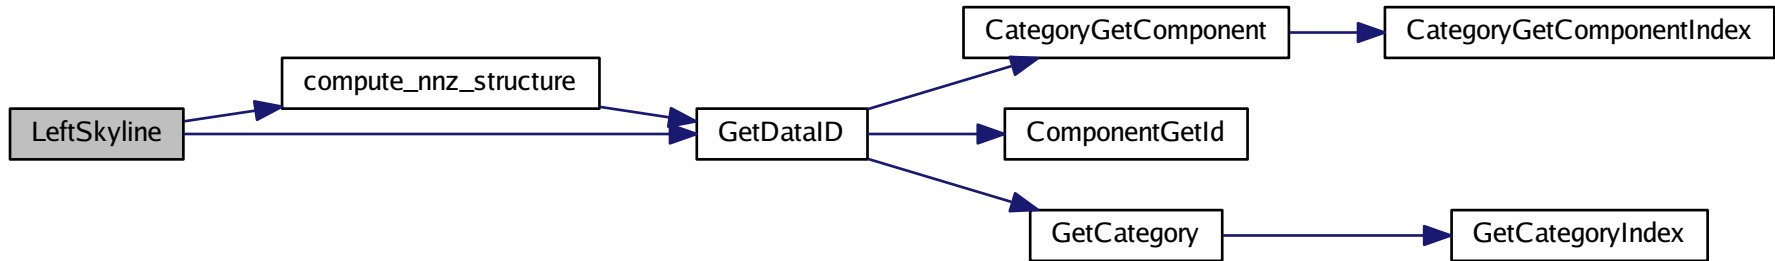 LeftSkyline
compute_nnz_structure
GetDataID
CategoryGetComponent
CategoryGetComponentIndex
ComponentGetId
GetCategory
GetCategoryIndex